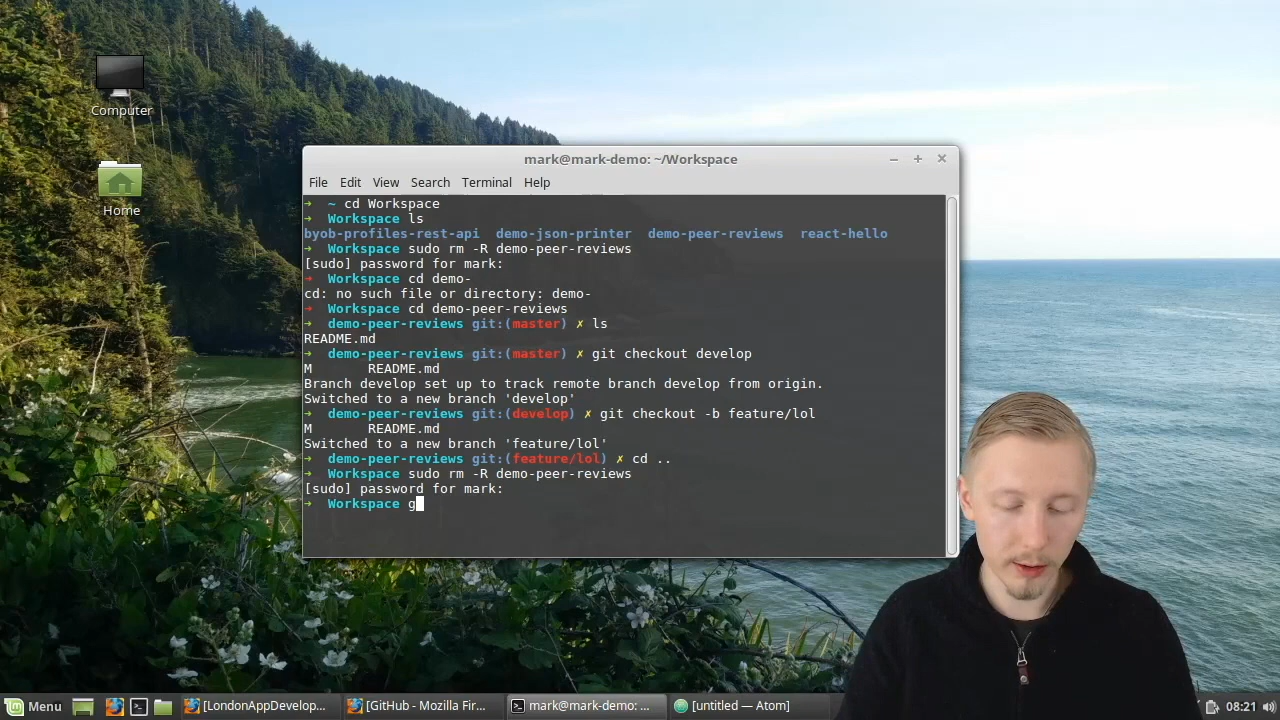 Computer
Home
mark@mark-demo: ~/Workspace
File Edit View Search Terminal Help
➜ ~ cd Workspace
➜ Workspace ls
byob-profiles-rest-api demo-json-printer demo-peer-reviews react-hello
➜ Workspace sudo rm -R demo-peer-reviews
[sudo] password for mark:
➜ Workspace cd demo-
cd: no such file or directory: demo-
➜ Workspace cd demo-peer-reviews
➜ demo-peer-reviews git:(master) ✗ ls
README.md
➜ demo-peer-reviews git:(master) ✗ git checkout develop
M README.md
Branch develop set up to track remote branch develop from origin.
Switched to a new branch 'develop'
➜ demo-peer-reviews git:(develop) ✗ git checkout -b feature/lol
M README.md
Switched to a new branch 'feature/lol'
➜ demo-peer-reviews git:(feature/lol) ✗ cd ..
➜ Workspace sudo rm -R demo-peer-reviews
[sudo] password for mark:
➜ Workspace g
Menu [LondonAppDevelop... [GitHub - Mozilla Fir... mark@mark-demo: ... [untitled — Atom] 08:21